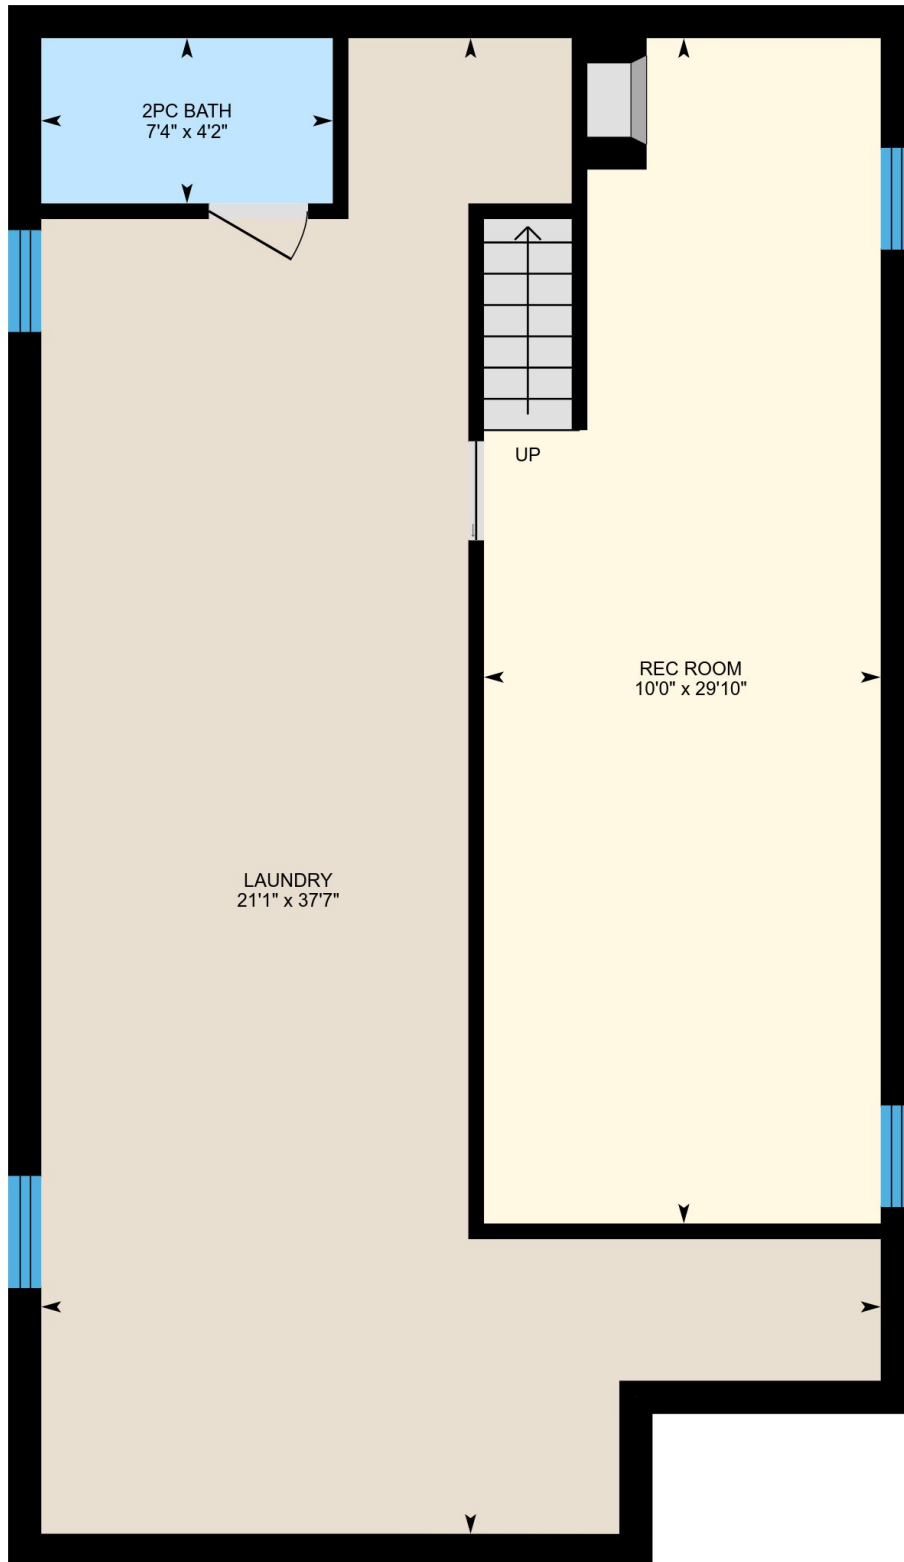 2PC BATH
7'4" x 4'2"
UP
REC ROOM
10'0" x 29'10"
LAUNDRY
21'1" x 37'7"